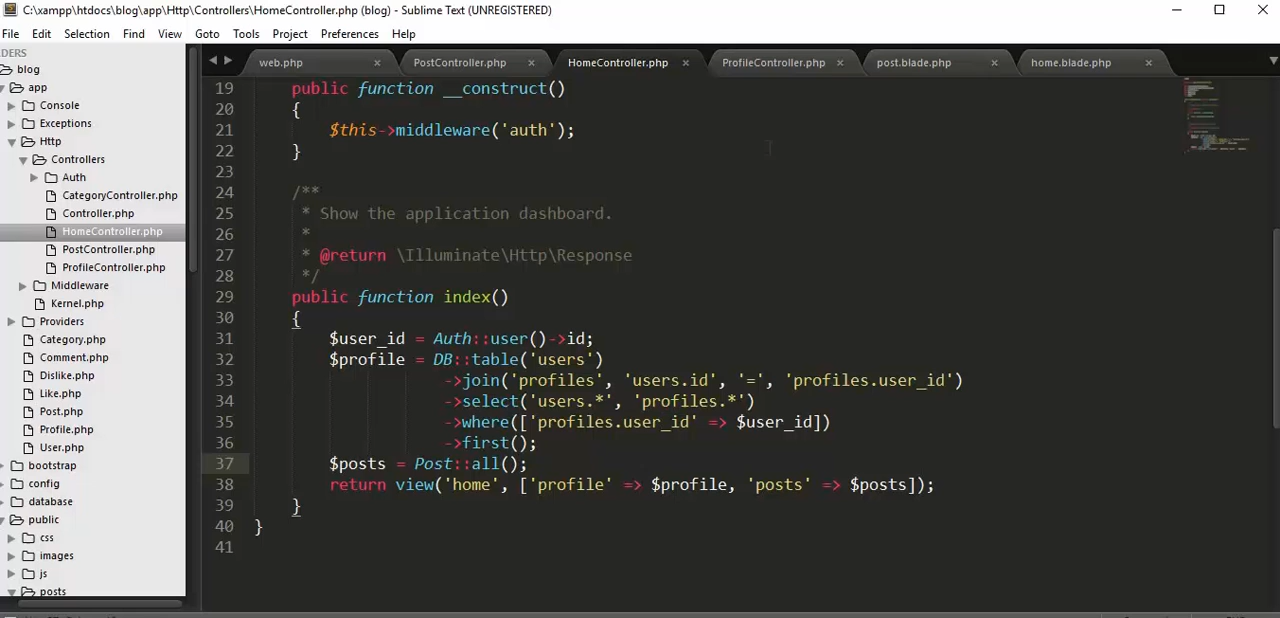 C:\xampp\htdocs\blog\app\Http\Controllers\HomeController.php (blog) - Sublime Text (UNREGISTERED)
File Edit Selection Find View Goto Tools Project Preferences Help
DERS
blog
app
Console
Exceptions
Http
Controllers
Auth
CategoryController.php
Controller.php
HomeController.php
PostController.php
ProfileController.php
Middleware
Kernel.php
Providers
Category.php
Comment.php
Dislike.php
Like.php
Post.php
Profile.php
User.php
bootstrap
config
database
public
css
images
js
posts
web.php × PostController.php × HomeController.php × ProfileController.php × post.blade.php × home.blade.php ×
19 public function __construct()
20 {
21 $this->middleware('auth');
22 }
23
24 /**
25 * Show the application dashboard.
26 *
27 * @return \Illuminate\Http\Response
28 */
29 public function index()
30 {
31 $user_id = Auth::user()->id;
32 $profile = DB::table('users')
33 ->join('profiles', 'users.id', '=', 'profiles.user_id')
34 ->select('users.*', 'profiles.*')
35 ->where(['profiles.user_id' => $user_id])
36 ->first();
37 $posts = Post::all();
38 return view('home', ['profile' => $profile, 'posts' => $posts]);
39 }
40 }
41